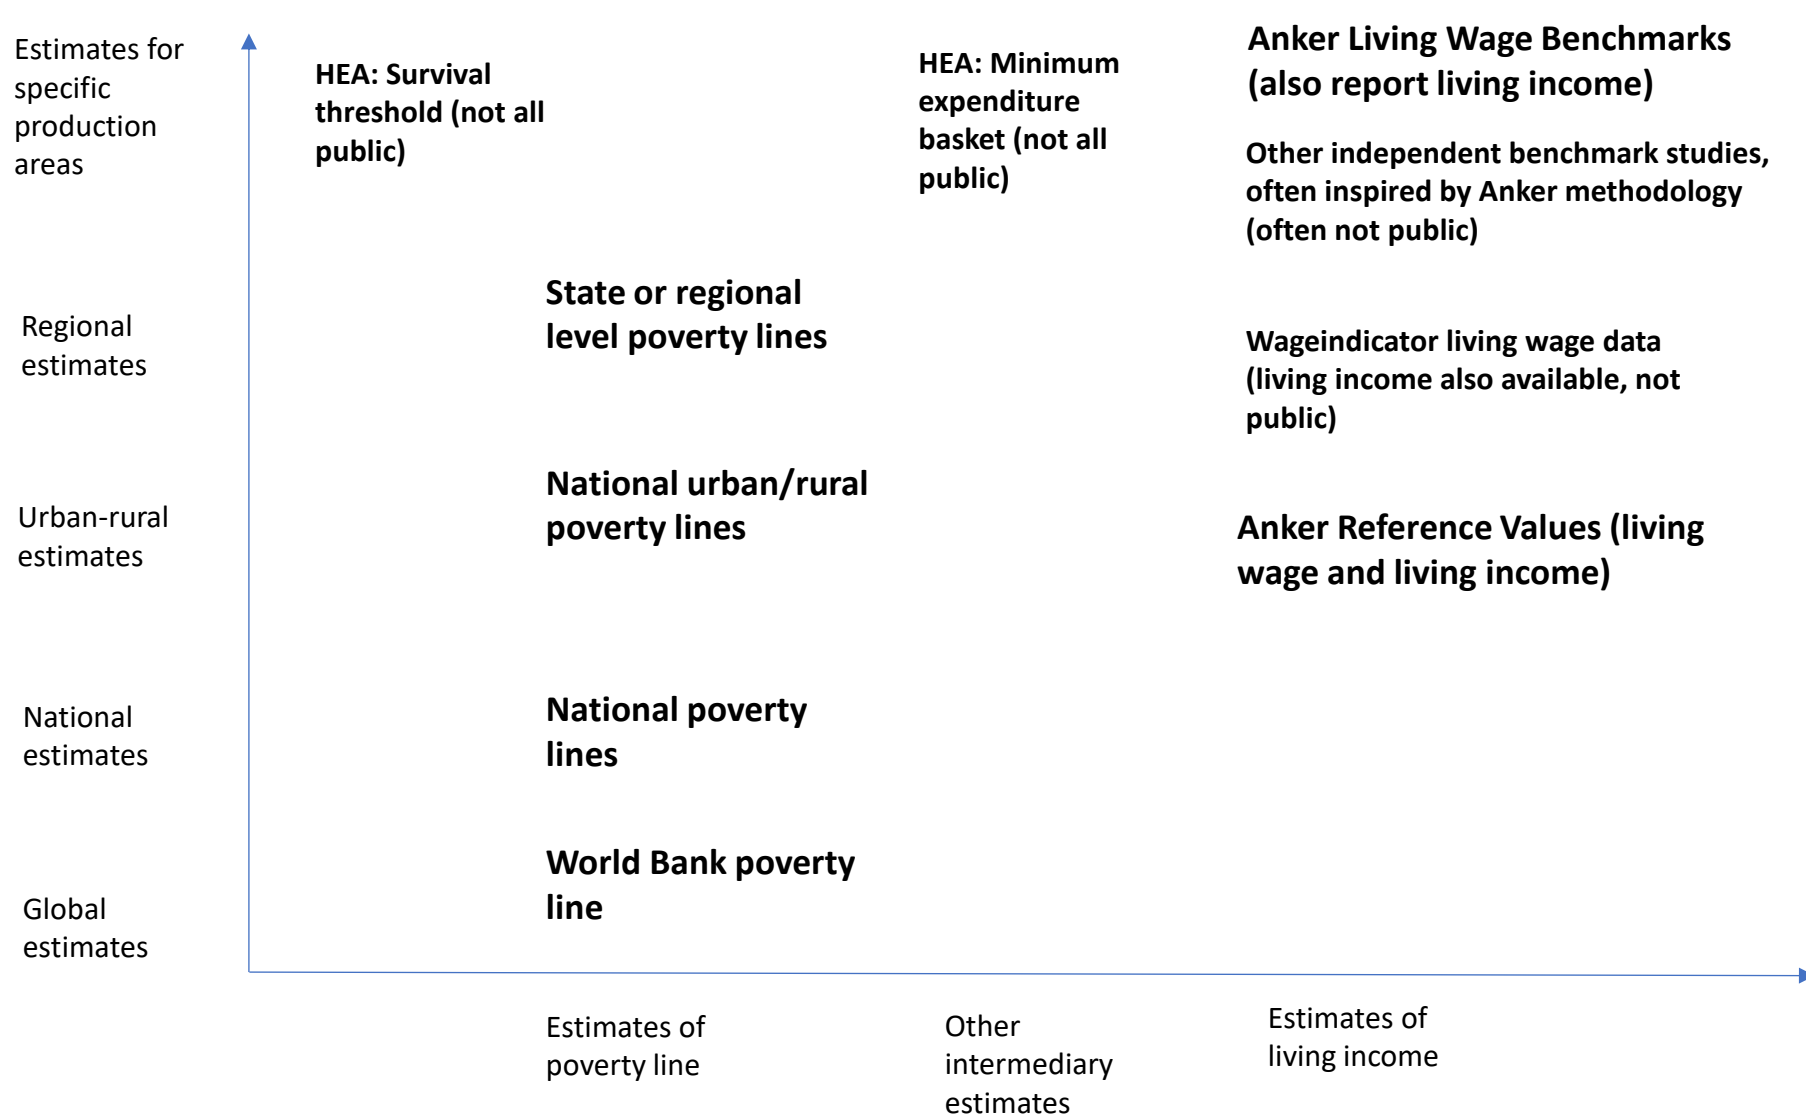 Estimates for
specific
production
areas
HEA: Survival
threshold (not all
public)
HEA: Minimum
expenditure
basket (not all
public)
Anker Living Wage Benchmarks
(also report living income)
Other independent benchmark studies,
often inspired by Anker methodology
(often not public)
Regional
estimates
State or regional
level poverty lines
Wageindicator living wage data
(living income also available, not
public)
Urban-rural
estimates
National urban/rural
poverty lines
Anker Reference Values (living
wage and living income)
National
estimates
National poverty
lines
Global
estimates
World Bank poverty
line
Estimates of
poverty line
Other
intermediary
estimates
Estimates of
living income